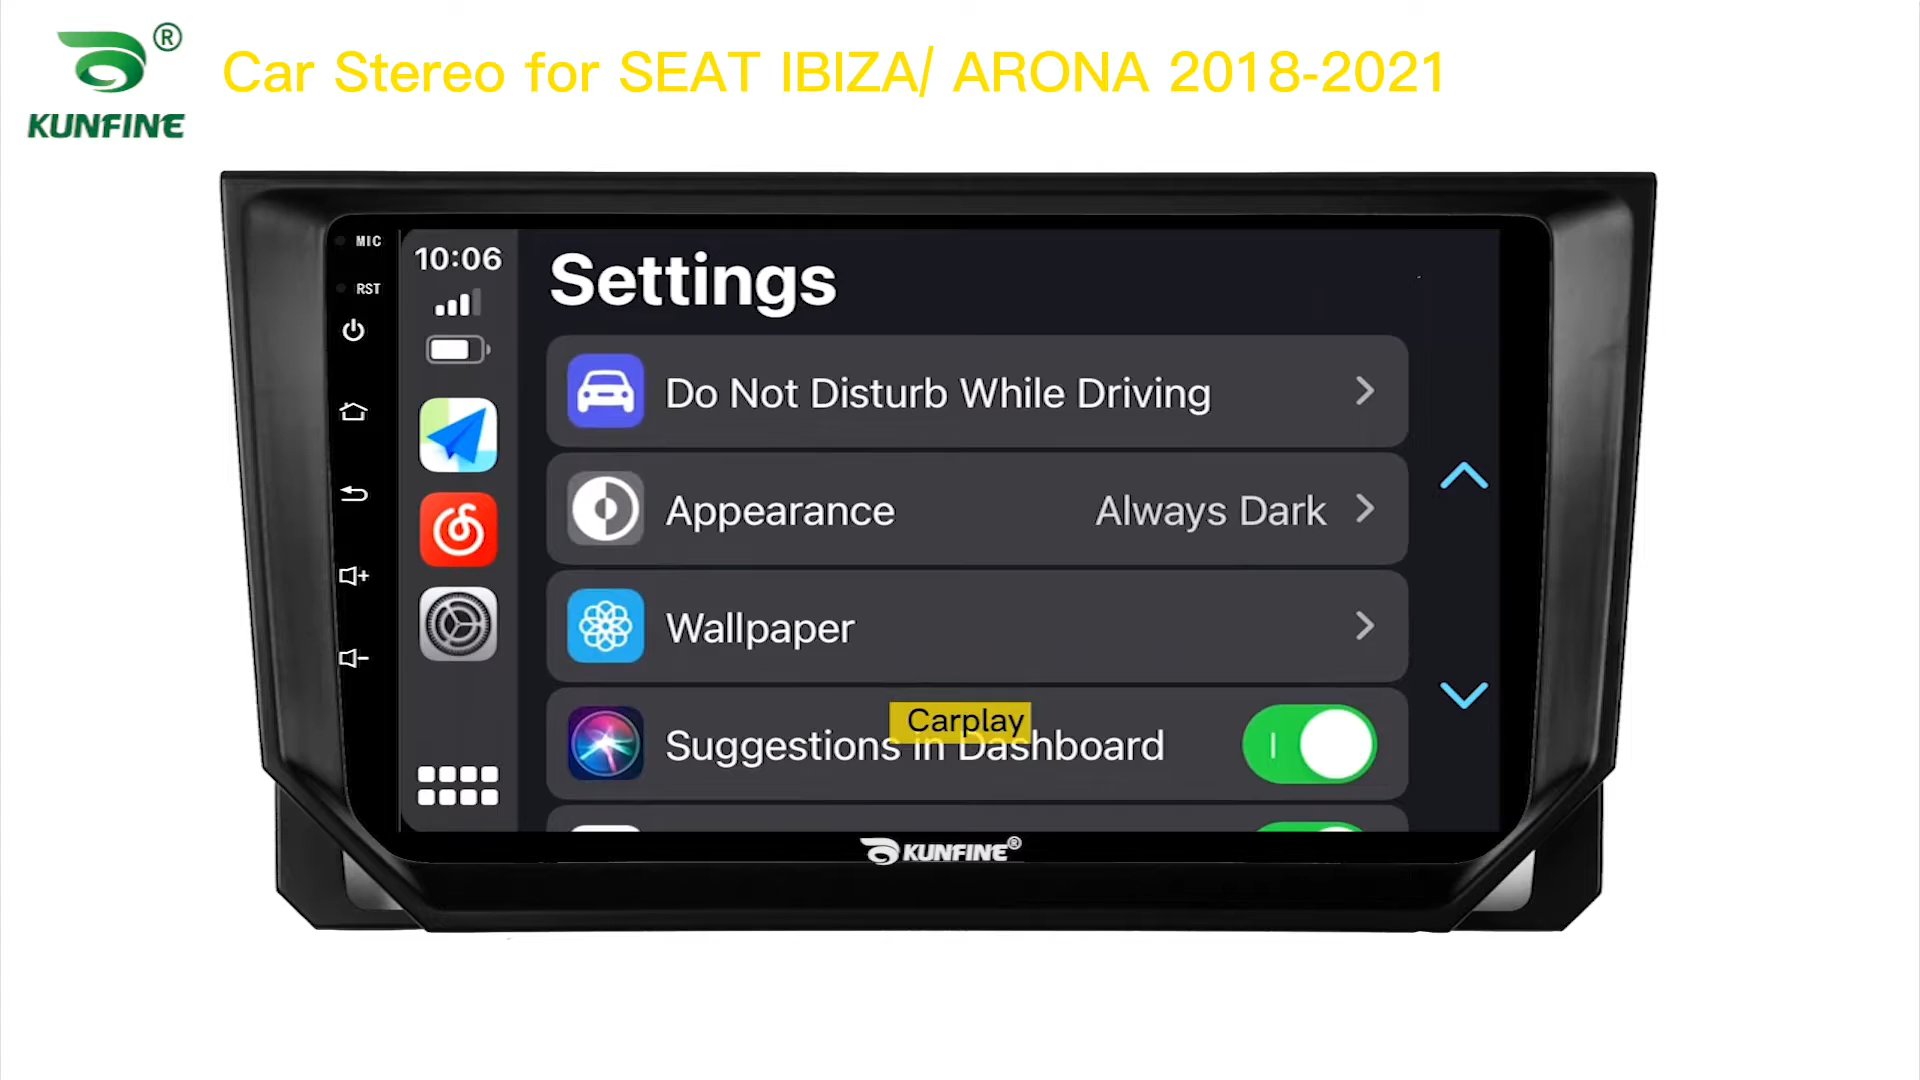 KUNFINE®
Car Stereo for SEAT IBIZA/ ARONA 2018-2021
MIC
RST
10:06
Settings
Do Not Disturb While Driving
Appearance Always Dark
Wallpaper
Carplay
Suggestions in Dashboard
KUNFINE®